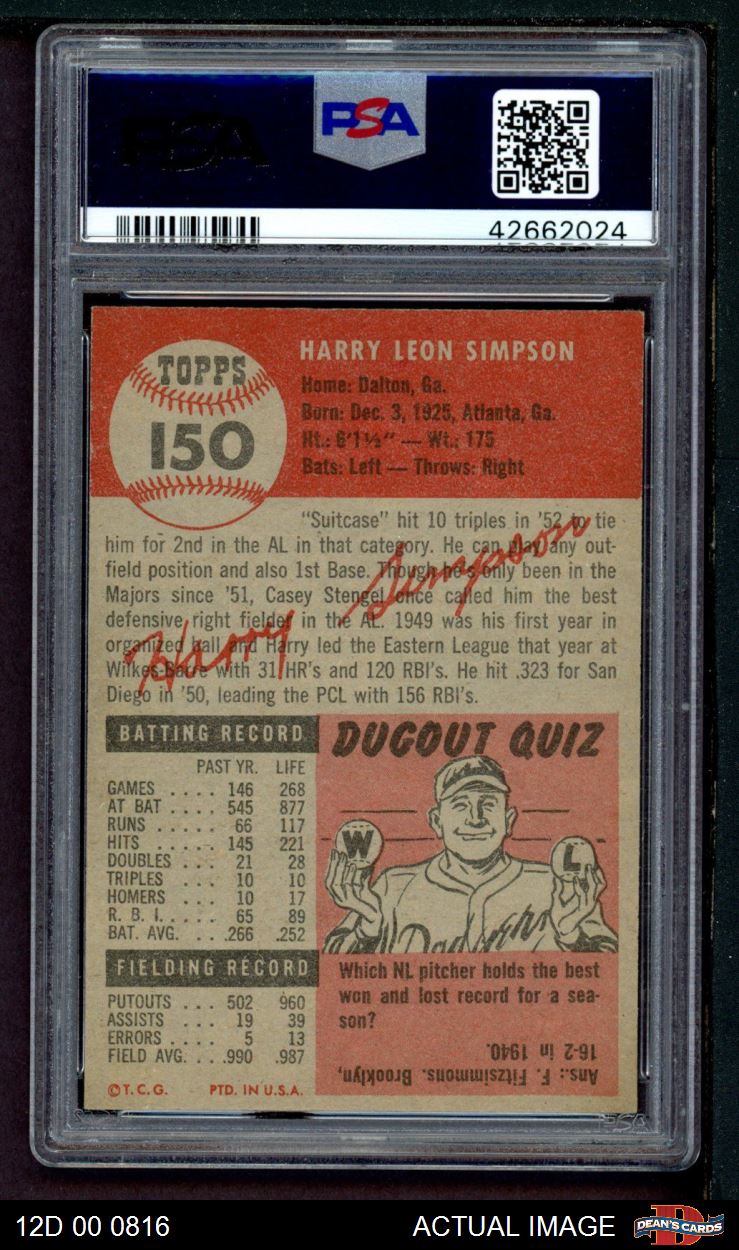 PSA
PSA
42662024
TOPPS
150
HARRY LEON SIMPSON
Home: Dalton, Ga.
Born: Dec. 3, 1925, Atlanta, Ga.
Ht.: 6'1½" — Wt.: 175
Bats: Left — Throws: Right
"Suitcase" hit 10 triples in '52 to tie
him for 2nd in the AL in that category. He can play any out-
field position and also 1st Base. Though he's only been in the
Majors since '51, Casey Stengel once called him the best
defensive right fielder in the AL. 1949 was his first year in
organized ball and Harry led the Eastern League that year at
Wilkes-Barre with 31 HR's and 120 RBI's. He hit .323 for San
Diego in '50, leading the PCL with 156 RBI's.
Harry Simpson
BATTING RECORD
PAST YR. LIFE
GAMES .... 146 268
AT BAT .... 545 877
RUNS ..... 66 117
HITS ..... 145 221
DOUBLES ... 21 28
TRIPLES ... 10 10
HOMERS ... 10 17
R. B. I. .... 65 89
BAT. AVG. .. .266 .252
FIELDING RECORD
PUTOUTS ... 502 960
ASSISTS ... 19 39
ERRORS .... 5 13
FIELD AVG. .. .990 .987
©T.C.G. PTD. IN U.S.A.
DUGOUT QUIZ
W L
Dodgers
Which NL pitcher holds the best
won and lost record for a sea-
son?
Ans.: F. Fitzsimmons, Brooklyn,
16-2 in 1940.
PSA
12D 00 0816 ACTUAL IMAGE
D
DEAN'S CARDS